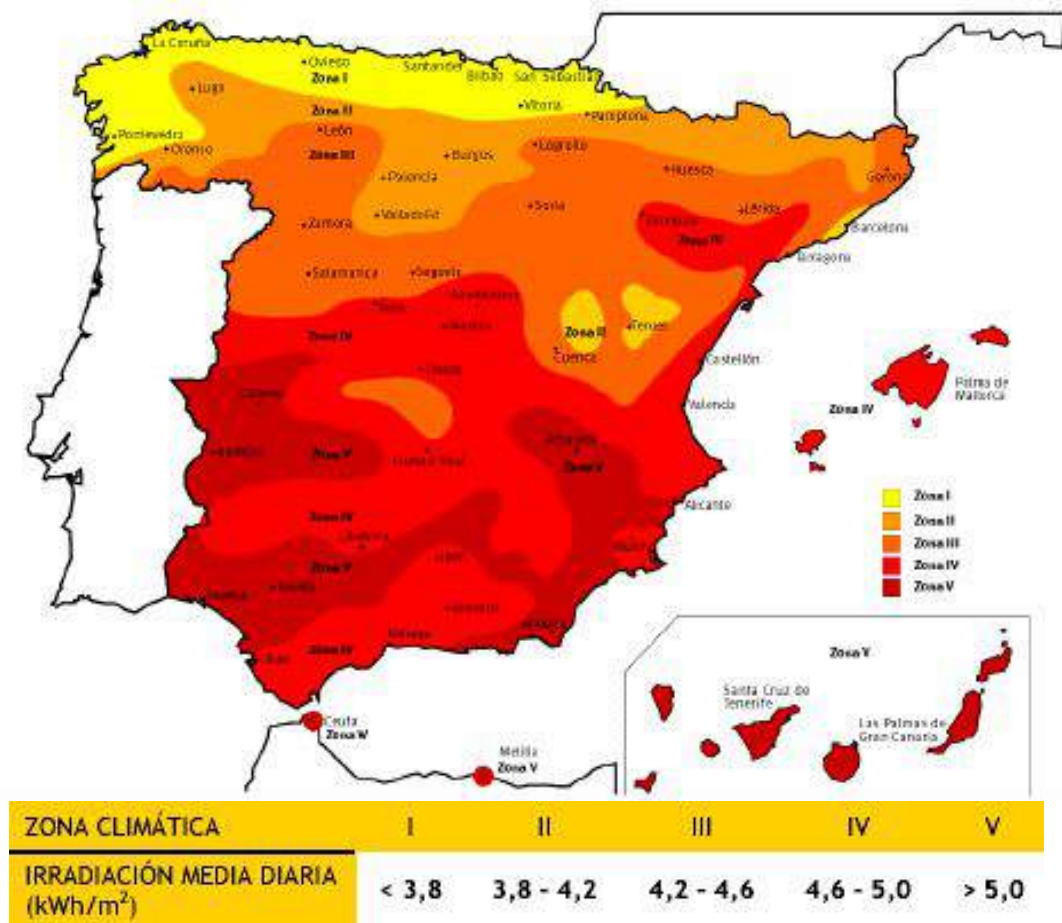 La Coruña
Oviedo
Santander
Bilbao
San Sebastián
Zona I
Lugo
Vitoria
Zona II
Pamplona
Pontevedra
León
Orense
Logroño
Zona III
Burgos
Huesca
Palencia
Gerona
Soria
Lérida
Valladolid
Zamora
Barcelona
Zona IV
Tarragona
Salamanca
Segovia
Zona IV
Zona II
Teruel
Cuenca
Castellón
Palma de
Mallorca
Valencia
Zona IV
Zona V
Zona V
Zona I
Alicante
Zona II
Zona IV
Zona III
Zona IV
Zona V
Zona V
Zona IV
Zona V
Santa Cruz de
Tenerife
Ceuta
Zona IV
Las Palmas de
Gran Canaria
Melilla
Zona V
ZONA CLIMÁTICA I II III IV V
IRRADIACIÓN MEDIA DIARIA
(kWh/m²) < 3,8 3,8 - 4,2 4,2 - 4,6 4,6 - 5,0 > 5,0